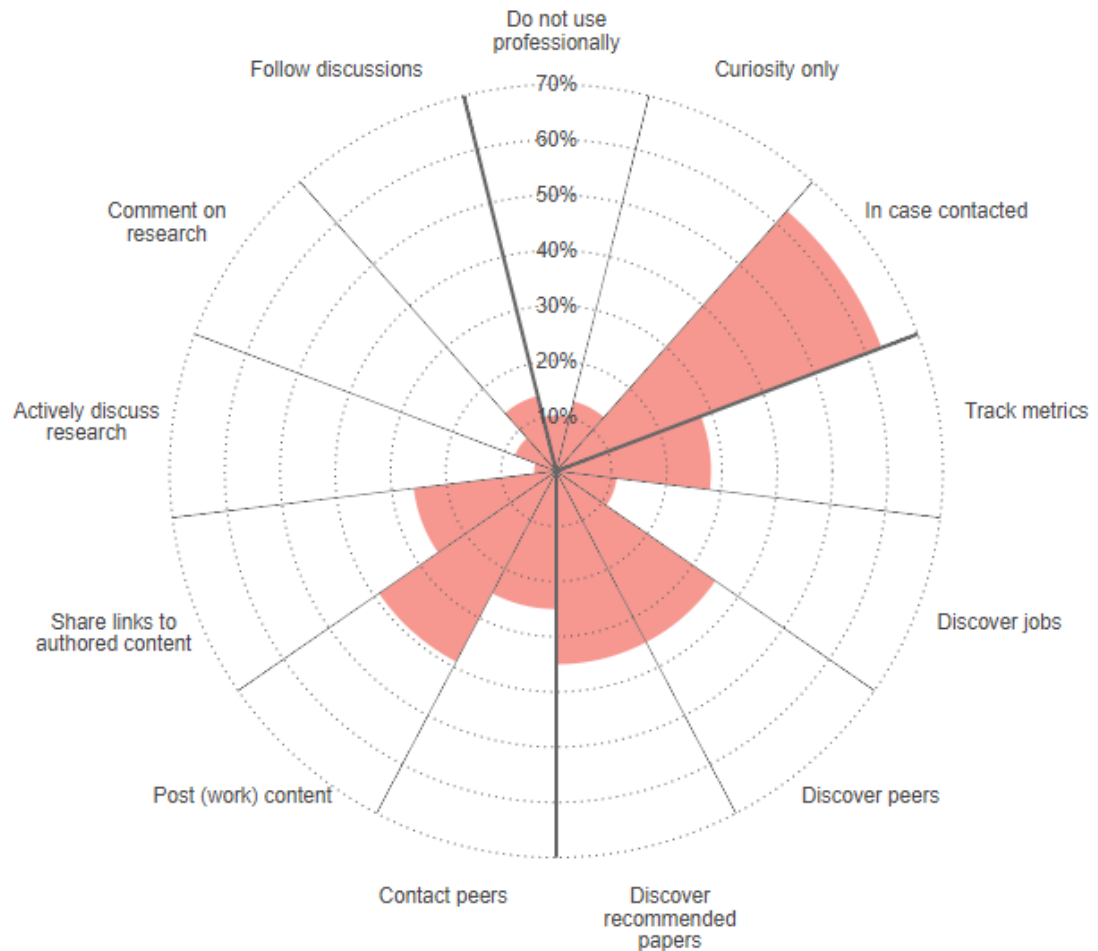 Do not use
professionally
Curiosity only
In case contacted
Track metrics
Discover jobs
Discover peers
Discover
recommended
papers
Contact peers
Post (work) content
Share links to
authored content
Actively discuss
research
Comment on
research
Follow discussions
70%
60%
50%
40%
30%
20%
10%